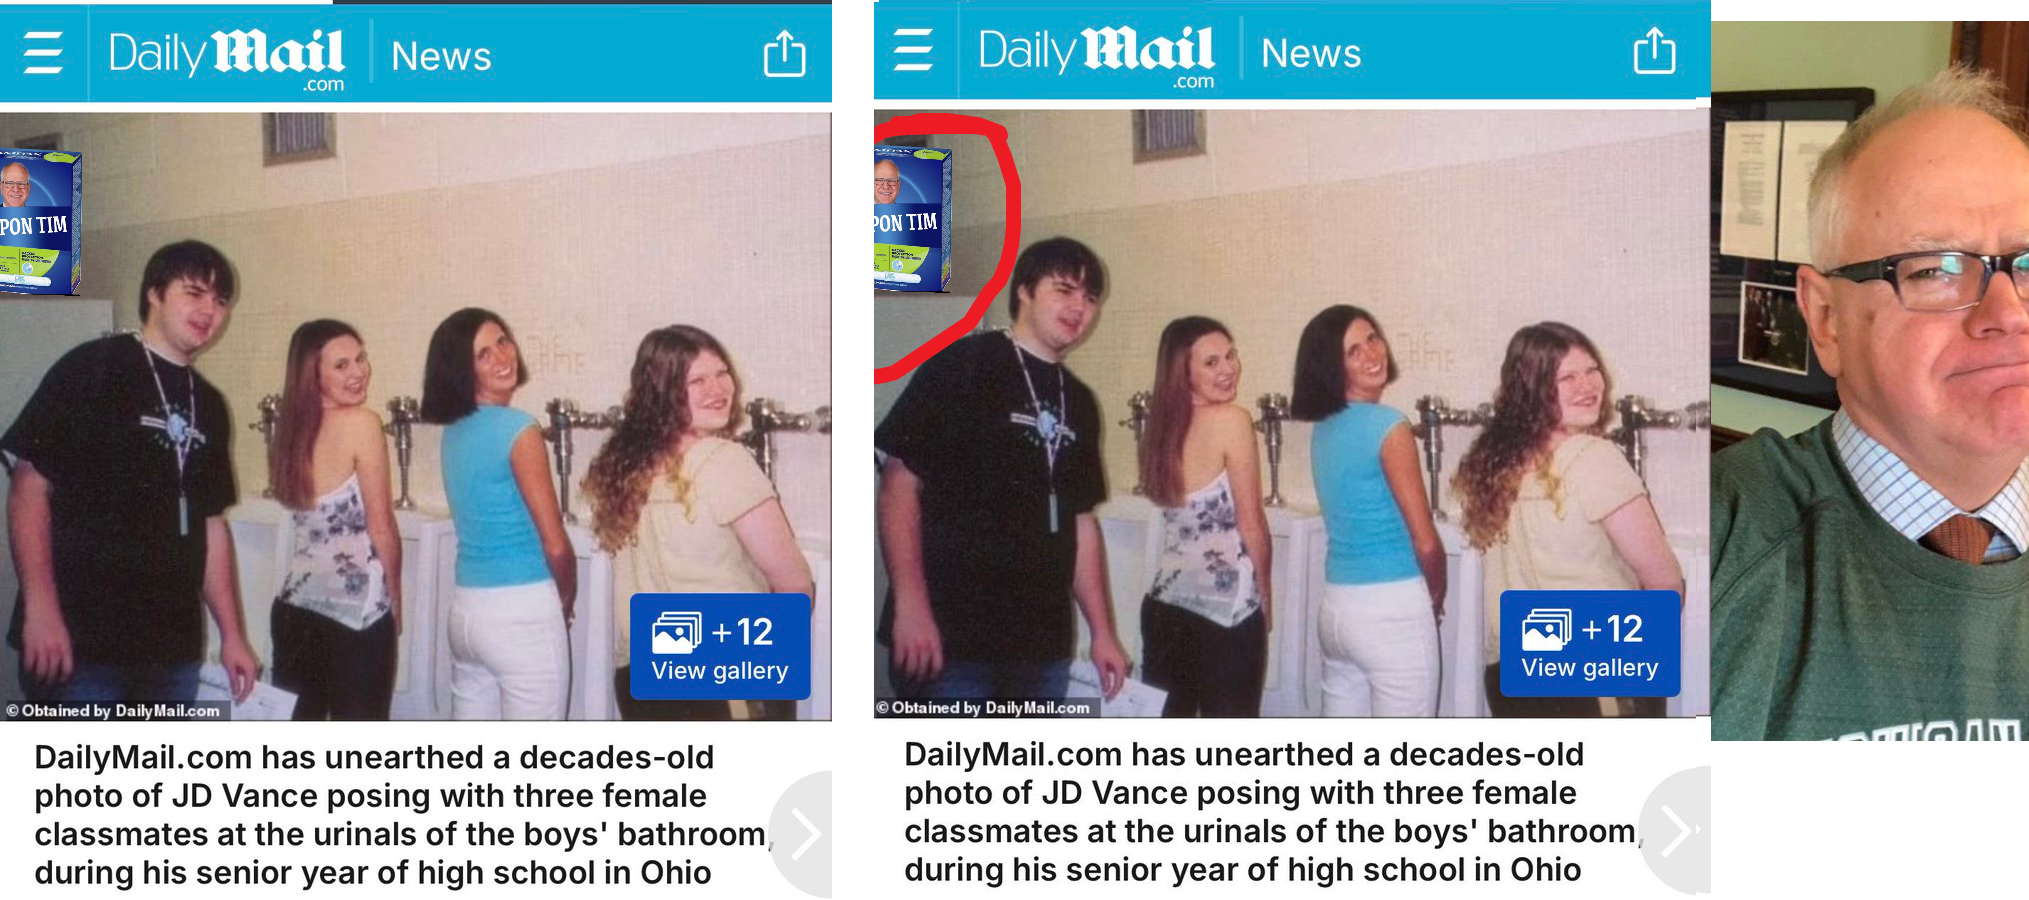 Daily Mail
.com
News
PON TIM
THE
GAME
+12
View gallery
© Obtained by DailyMail.com
DailyMail.com has unearthed a decades-old
photo of JD Vance posing with three female
classmates at the urinals of the boys' bathroom,
during his senior year of high school in Ohio
Daily Mail
.com
News
PON TIM
THE
GAME
+12
View gallery
© Obtained by DailyMail.com
DailyMail.com has unearthed a decades-old
photo of JD Vance posing with three female
classmates at the urinals of the boys' bathroom,
during his senior year of high school in Ohio